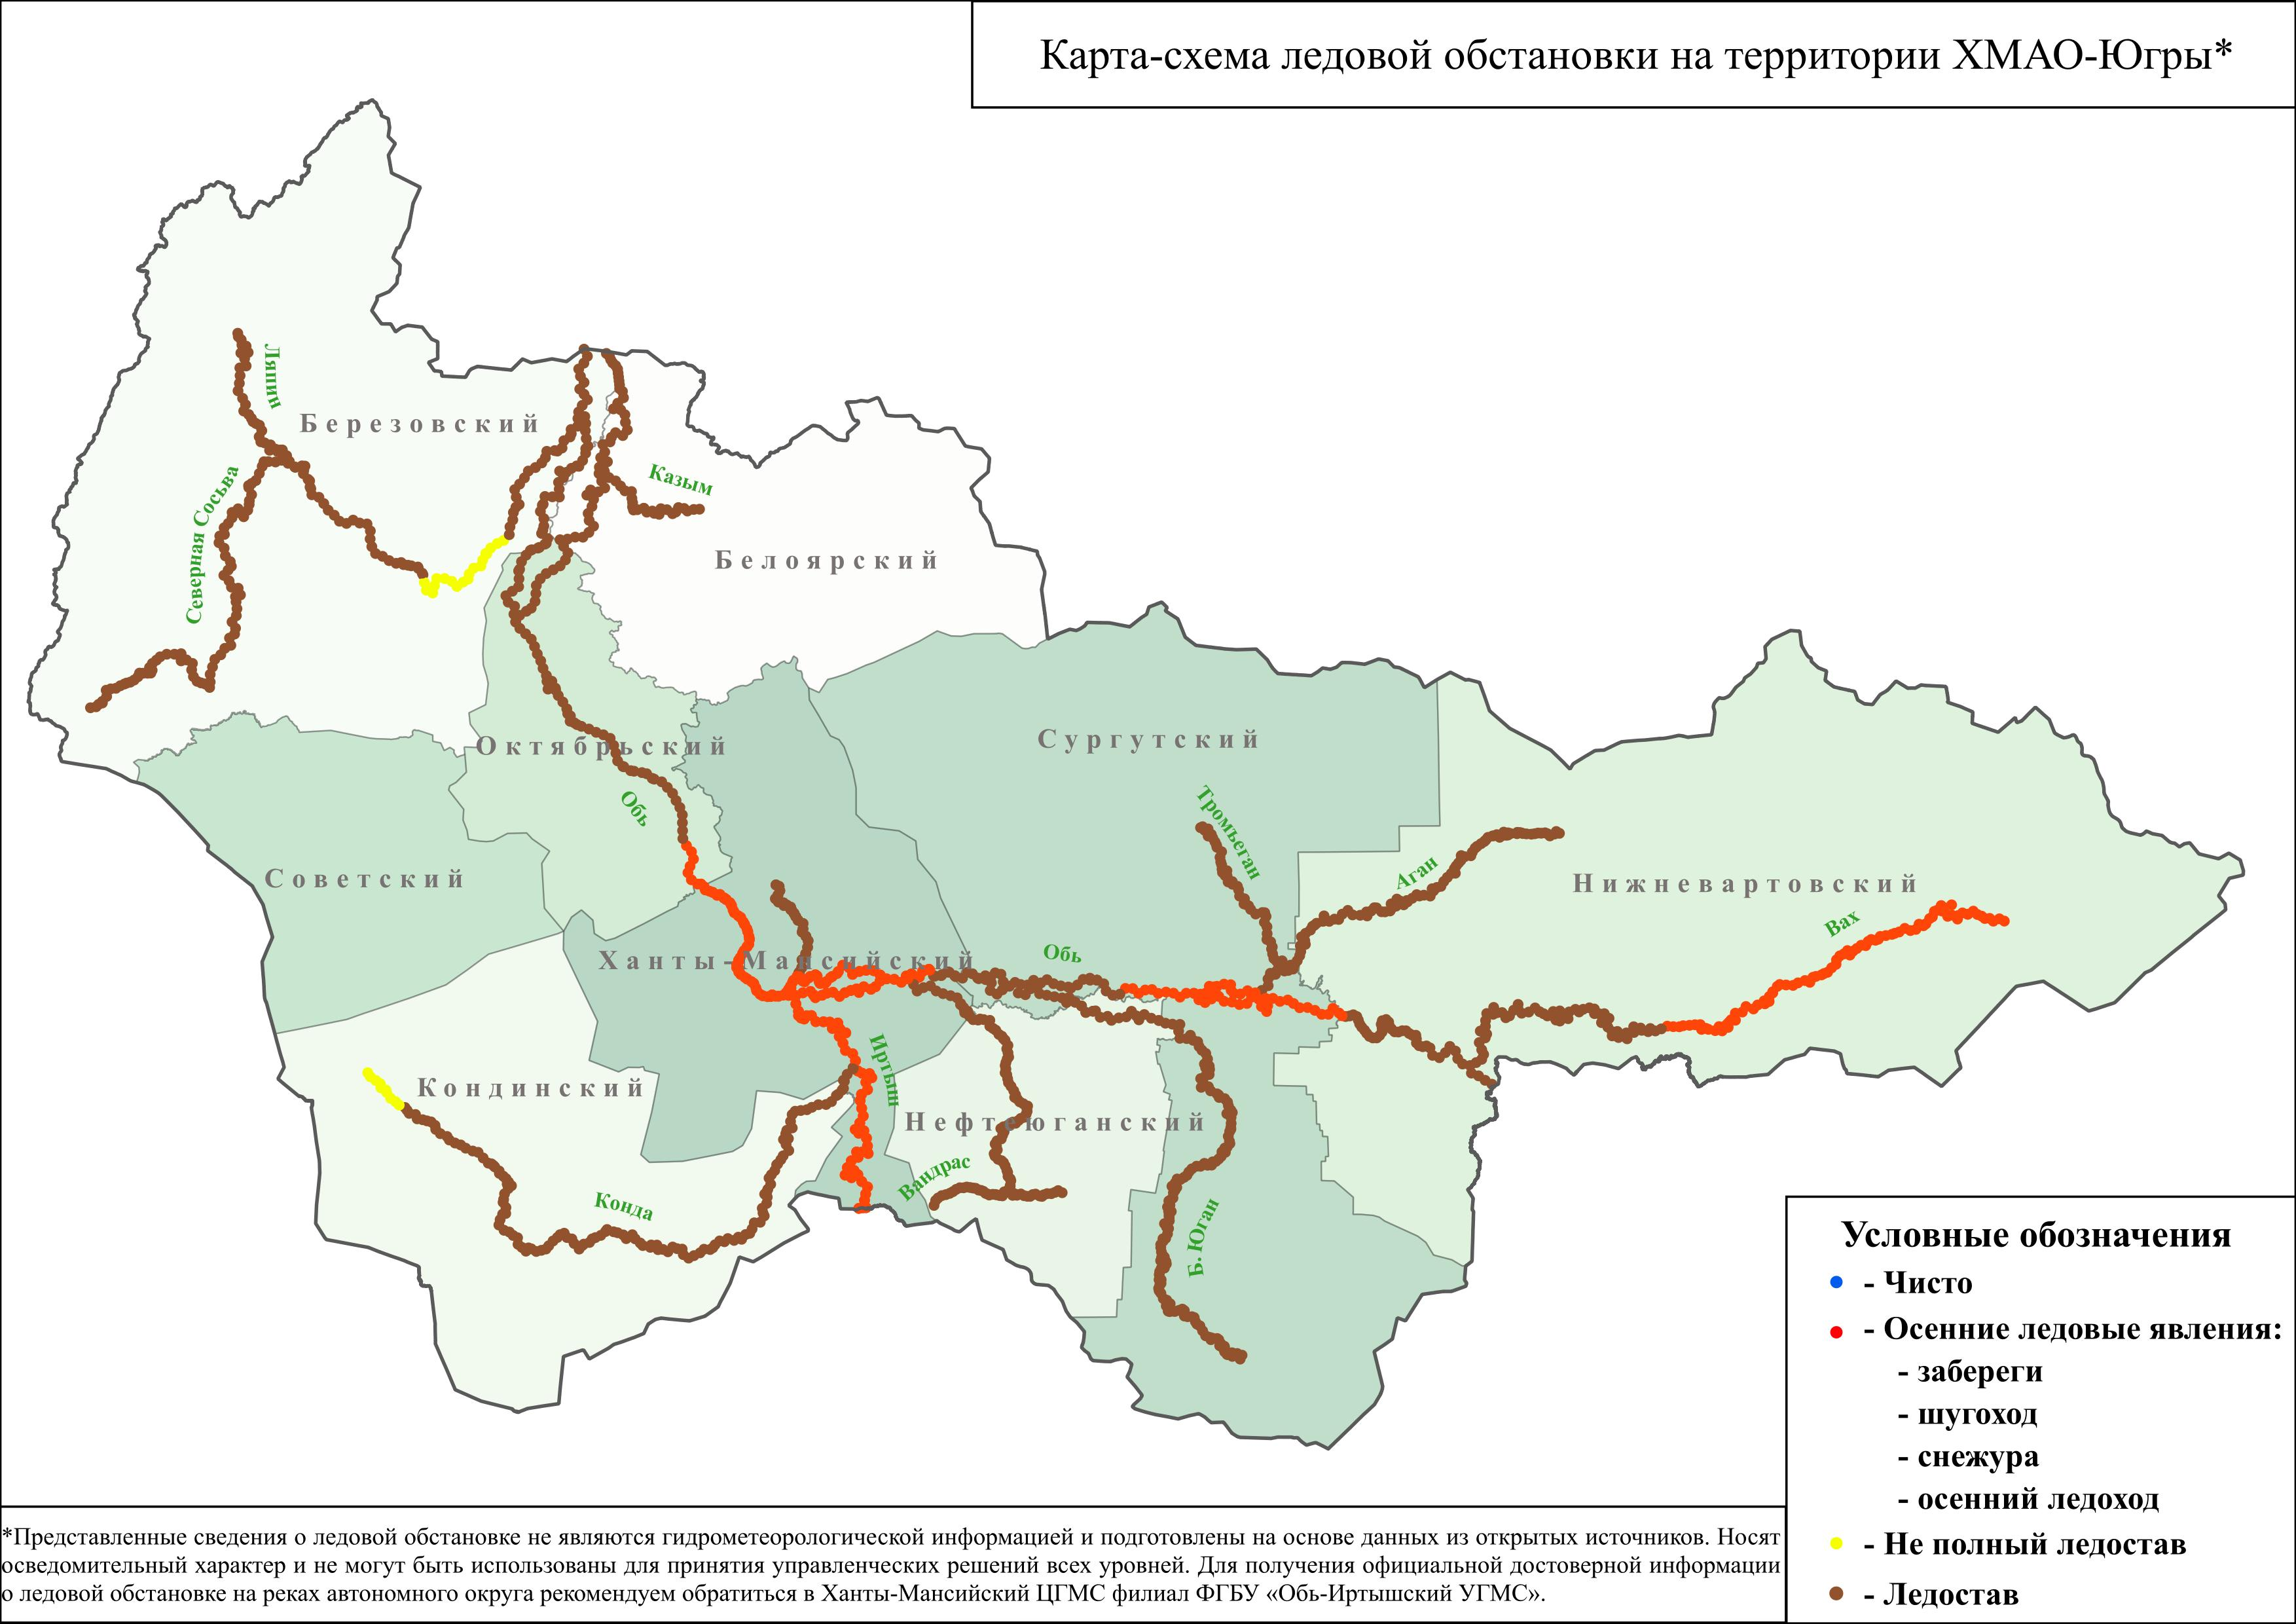 Карта-схема ледовой обстановки на территории ХМАО-Югры*
Ляпин
Березовский
Северная Сосьва
Казым
Белоярский
Октябрьский
Сургутский
Обь
Тромъеган
Советский
Аган
Нижневартовский
Вах
Ханты-Мансийский
Обь
Иртыш
Кондинский
Нефтеюганский
Вандрас
Конда
Б. Юган
Условные обозначения
- Чисто
- Осенние ледовые явления:
- забереги
- шугоход
- снежура
- осенний ледоход
- Не полный ледостав
- Ледостав
*Представленные сведения о ледовой обстановке не являются гидрометеорологической информацией и подготовлены на основе данных из открытых источников. Носят
осведомительный характер и не могут быть использованы для принятия управленческих решений всех уровней. Для получения официальной достоверной информации
о ледовой обстановке на реках автономного округа рекомендуем обратиться в Ханты-Мансийский ЦГМС филиал ФГБУ «Обь-Иртышский УГМС».